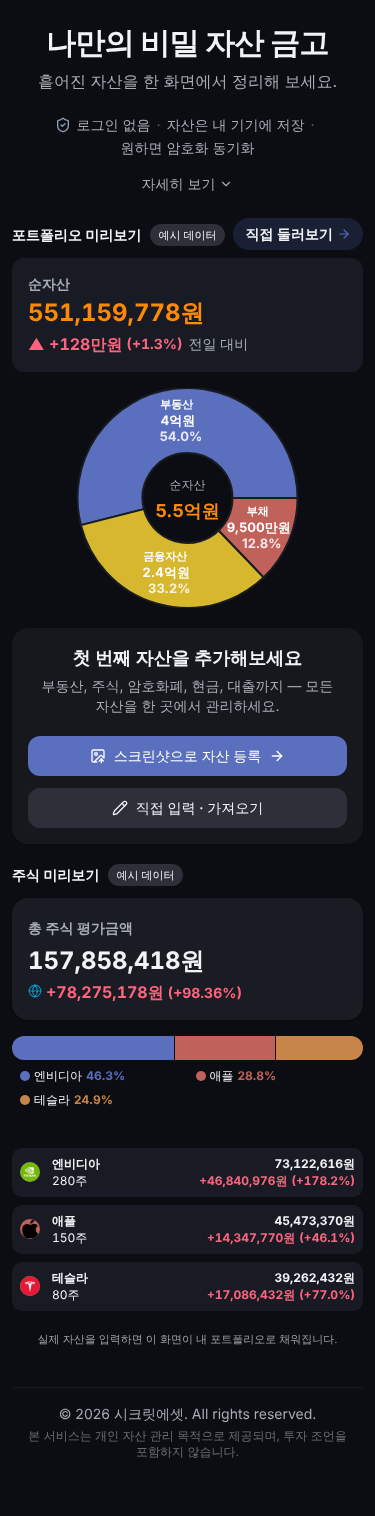 나만의 비밀 자산 금고
흩어진 자산을 한 화면에서 정리해 보세요.
로그인 없음 · 자산은 내 기기에 저장 ·
원하면 암호화 동기화
자세히 보기
포트폴리오 미리보기 예시 데이터 직접 둘러보기 →
순자산
551,159,778원
▲ +128만원 (+1.3%) 전일 대비
부동산
4억원
54.0%
순자산
5.5억원
부채
9,500만원
12.8%
금융자산
2.4억원
33.2%
첫 번째 자산을 추가해보세요
부동산, 주식, 암호화폐, 현금, 대출까지 — 모든
자산을 한 곳에서 관리하세요.
스크린샷으로 자산 등록 →
직접 입력 · 가져오기
주식 미리보기 예시 데이터
총 주식 평가금액
157,858,418원
+78,275,178원 (+98.36%)
엔비디아 46.3% 애플 28.8%
테슬라 24.9%
엔비디아 73,122,616원
280주 +46,840,976원 (+178.2%)
애플 45,473,370원
150주 +14,347,770원 (+46.1%)
테슬라 39,262,432원
80주 +17,086,432원 (+77.0%)
실제 자산을 입력하면 이 화면이 내 포트폴리오로 채워집니다.
© 2026 시크릿에셋. All rights reserved.
본 서비스는 개인 자산 관리 목적으로 제공되며, 투자 조언을
포함하지 않습니다.